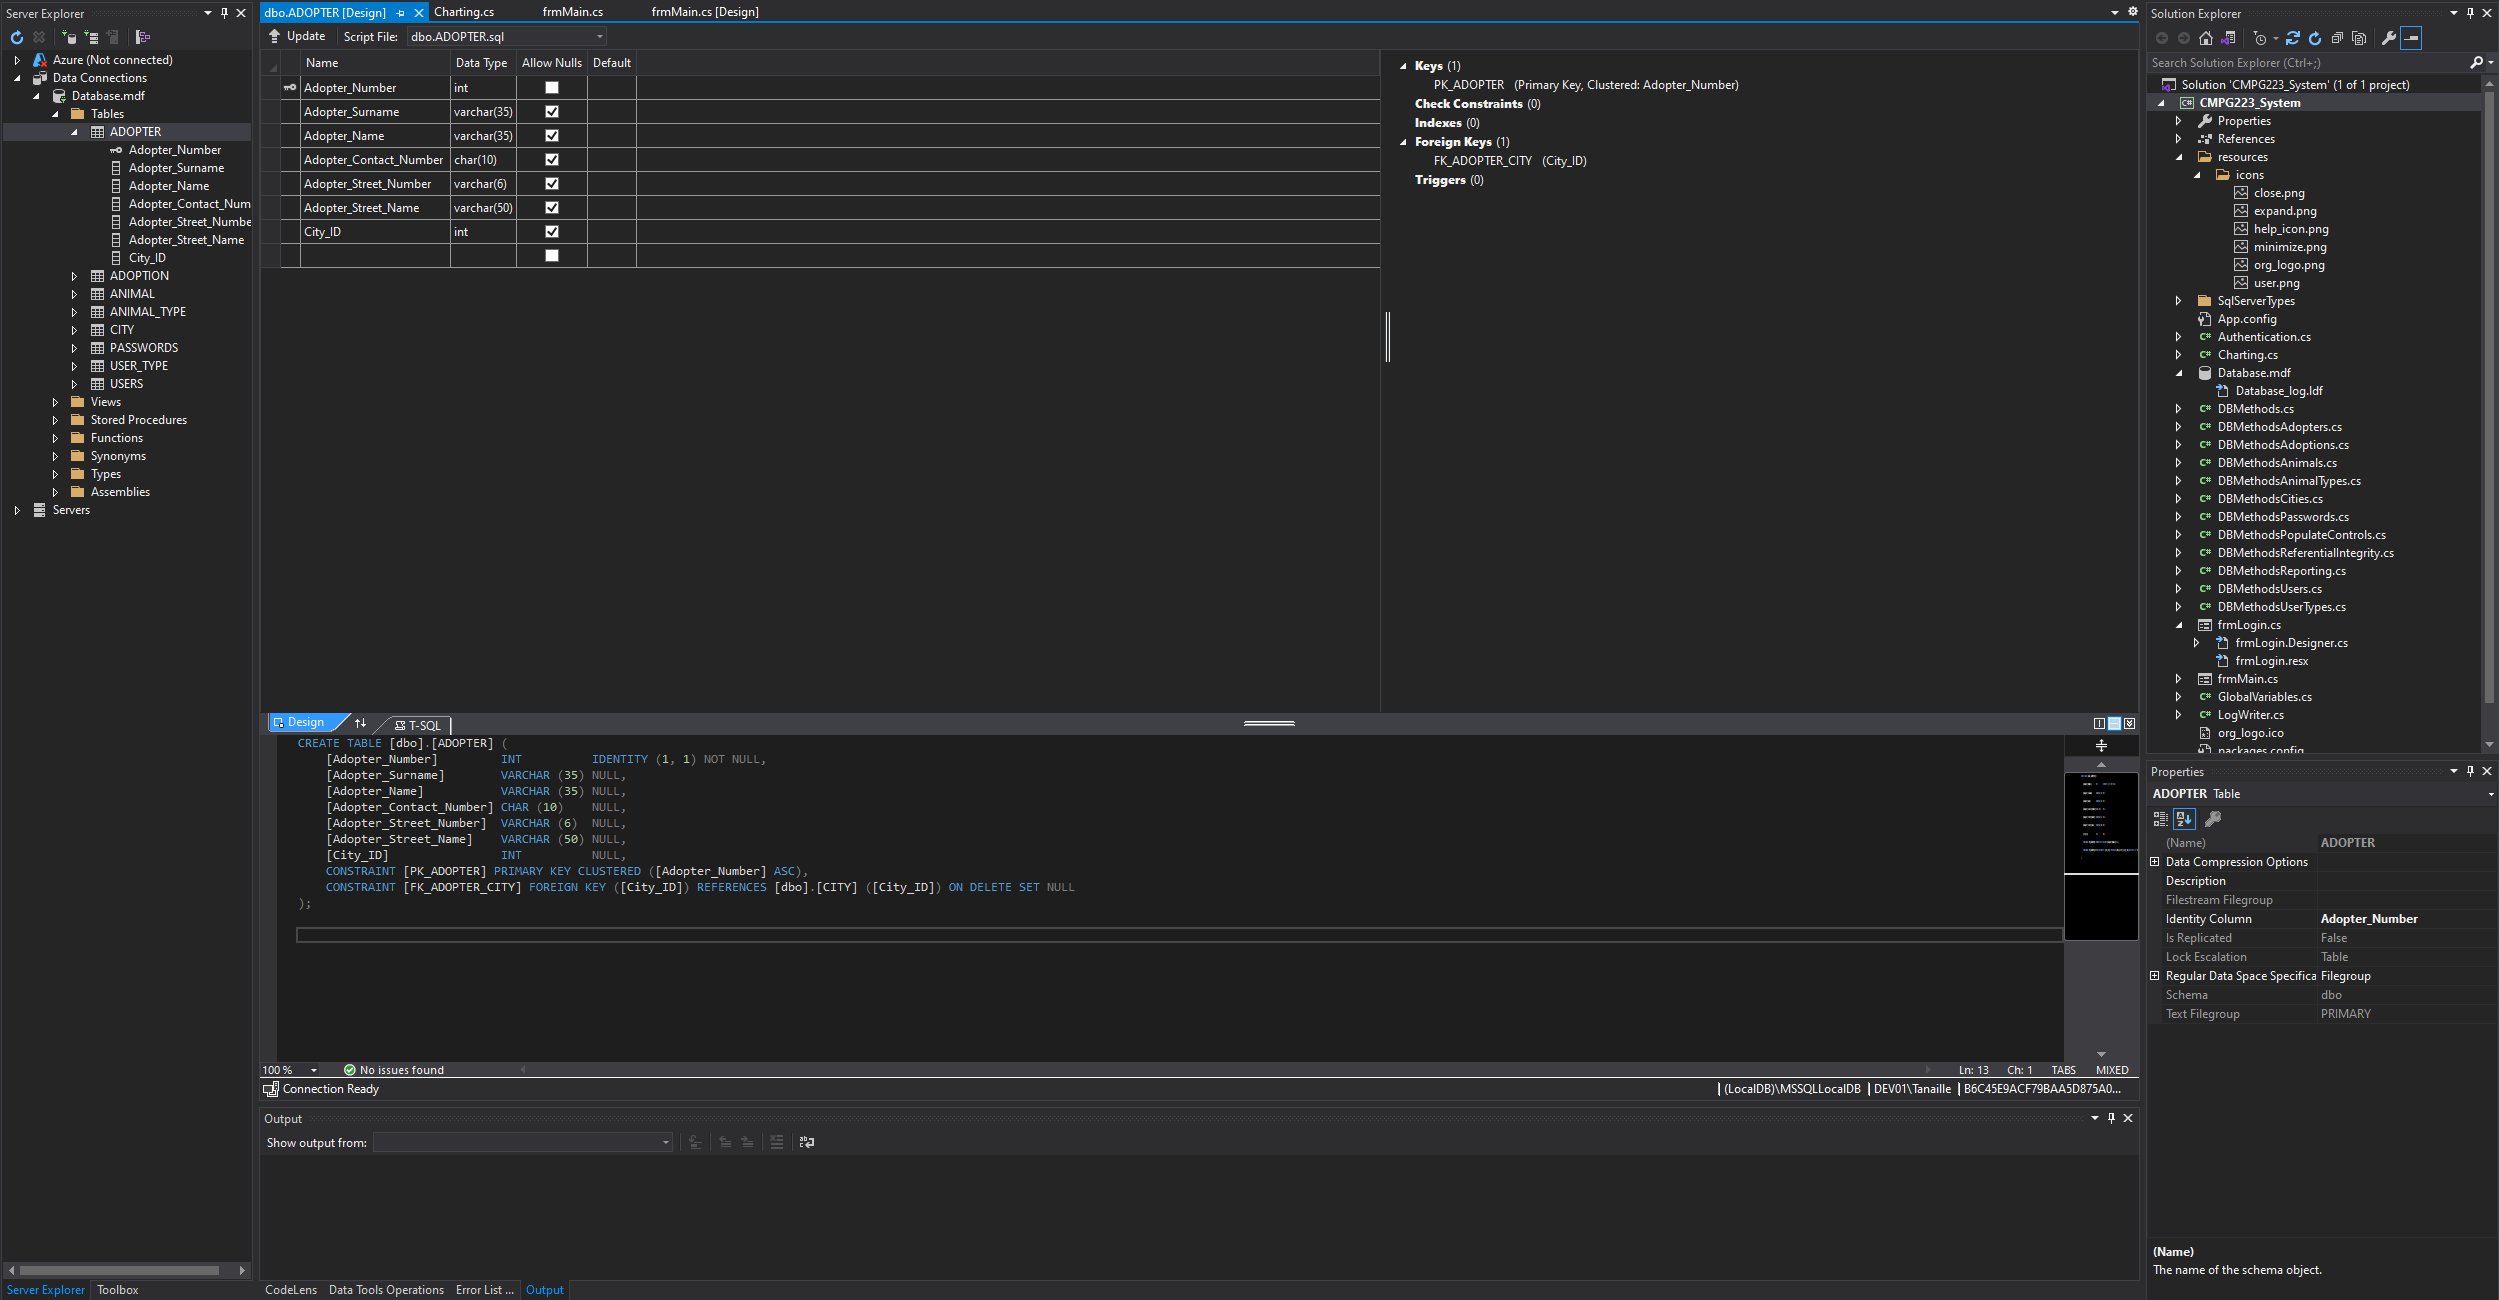 Server Explorer
Azure (Not connected)
Data Connections
Database.mdf
Tables
ADOPTER
Adopter_Number
Adopter_Surname
Adopter_Name
Adopter_Contact_Num
Adopter_Street_Numbe
Adopter_Street_Name
City_ID
ADOPTION
ANIMAL
ANIMAL_TYPE
CITY
PASSWORDS
USER_TYPE
USERS
Views
Stored Procedures
Functions
Synonyms
Types
Assemblies
Servers
Server Explorer Toolbox
dbo.ADOPTER [Design] Charting.cs frmMain.cs frmMain.cs [Design]
Update Script File: dbo.ADOPTER.sql
Name Data Type Allow Nulls Default
Adopter_Number int
Adopter_Surname varchar(35)
Adopter_Name varchar(35)
Adopter_Contact_Number char(10)
Adopter_Street_Number varchar(6)
Adopter_Street_Name varchar(50)
City_ID int
Keys (1)
PK_ADOPTER (Primary Key, Clustered: Adopter_Number)
Check Constraints (0)
Indexes (0)
Foreign Keys (1)
FK_ADOPTER_CITY (City_ID)
Triggers (0)
Design T-SQL
CREATE TABLE [dbo].[ADOPTER] (
[Adopter_Number] INT IDENTITY (1, 1) NOT NULL,
[Adopter_Surname] VARCHAR (35) NULL,
[Adopter_Name] VARCHAR (35) NULL,
[Adopter_Contact_Number] CHAR (10) NULL,
[Adopter_Street_Number] VARCHAR (6) NULL,
[Adopter_Street_Name] VARCHAR (50) NULL,
[City_ID] INT NULL,
CONSTRAINT [PK_ADOPTER] PRIMARY KEY CLUSTERED ([Adopter_Number] ASC),
CONSTRAINT [FK_ADOPTER_CITY] FOREIGN KEY ([City_ID]) REFERENCES [dbo].[CITY] ([City_ID]) ON DELETE SET NULL
);
100 % No issues found Ln: 13 Ch: 1 TABS MIXED
Connection Ready (LocalDB)\MSSQLLocalDB DEV01\Tanaille B6C45E9ACF79BAA5D875A0...
Output
Show output from:
CodeLens Data Tools Operations Error List ... Output
Solution Explorer
Search Solution Explorer (Ctrl+;)
Solution 'CMPG223_System' (1 of 1 project)
CMPG223_System
Properties
References
resources
icons
close.png
expand.png
help_icon.png
minimize.png
org_logo.png
user.png
SqlServerTypes
App.config
Authentication.cs
Charting.cs
Database.mdf
Database_log.ldf
DBMethods.cs
DBMethodsAdopters.cs
DBMethodsAdoptions.cs
DBMethodsAnimals.cs
DBMethodsAnimalTypes.cs
DBMethodsCities.cs
DBMethodsPasswords.cs
DBMethodsPopulateControls.cs
DBMethodsReferentialIntegrity.cs
DBMethodsReporting.cs
DBMethodsUsers.cs
DBMethodsUserTypes.cs
frmLogin.cs
frmLogin.Designer.cs
frmLogin.resx
frmMain.cs
GlobalVariables.cs
LogWriter.cs
org_logo.ico
packages.config
Properties
ADOPTER Table
(Name) ADOPTER
Data Compression Options
Description
Filestream Filegroup
Identity Column Adopter_Number
Is Replicated False
Lock Escalation Table
Regular Data Space Specifica Filegroup
Schema dbo
Text Filegroup PRIMARY
(Name)
The name of the schema object.